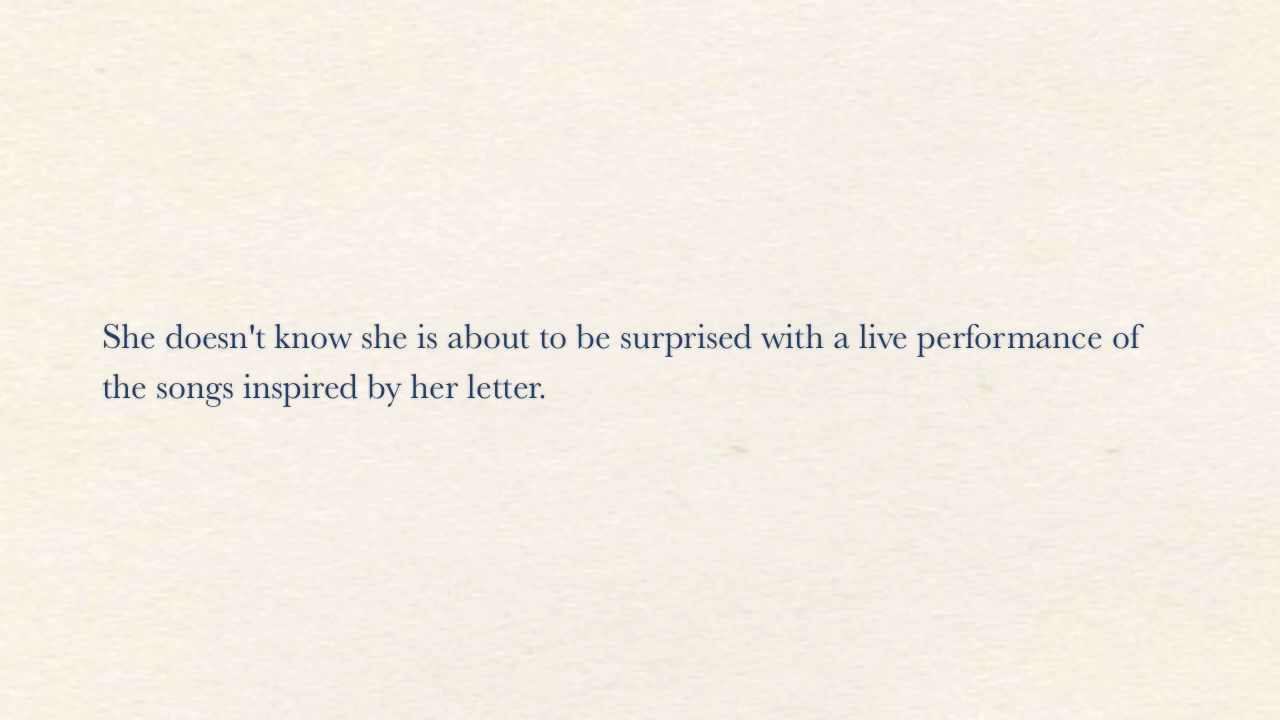 She doesn't know she is about to be surprised with a live performance of
the songs inspired by her letter.